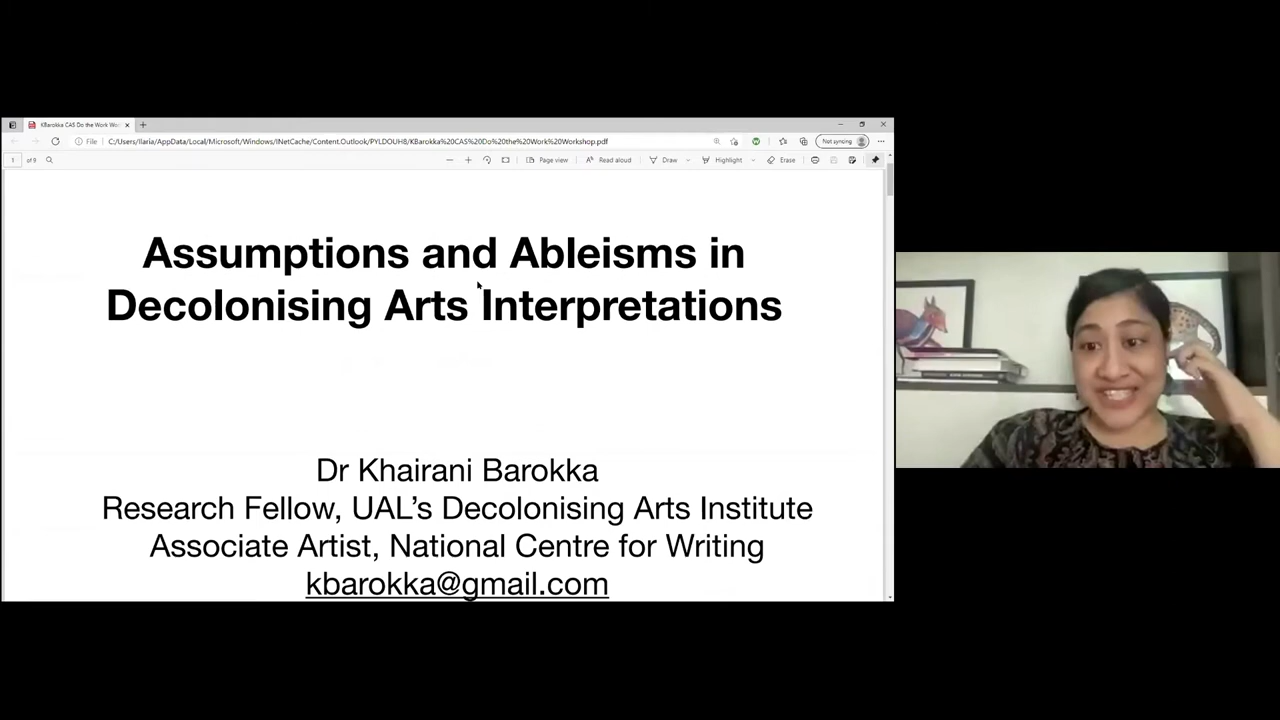 KBarokka CAS Do the Work Wor
File
C:/Users/Ilaria/AppData/Local/Microsoft/Windows/INetCache/Content.Outlook/PYLDOUH8/KBarokka%20CAS%20Do%20the%20Work%20Workshop.pdf
Not syncing
1 of 9
Page view
Read aloud
Draw
Highlight
Erase
Assumptions and Ableisms in
Decolonising Arts Interpretations
Dr Khairani Barokka
Research Fellow, UAL’s Decolonising Arts Institute
Associate Artist, National Centre for Writing
kbarokka@gmail.com